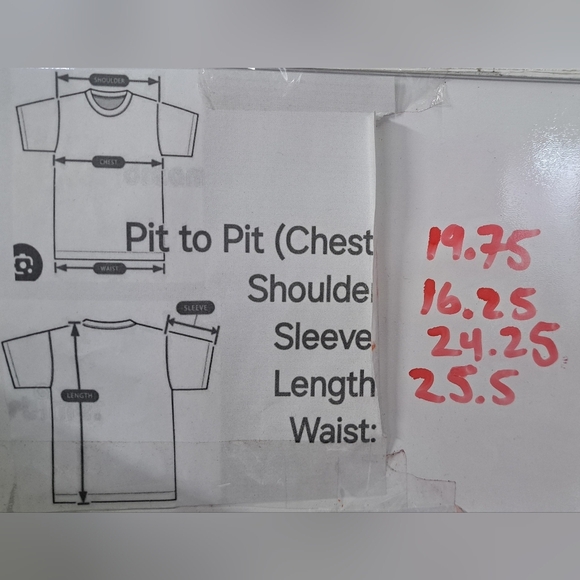 SHOULDER
CHEST
WAIST
Pit to Pit (Chest 19.75
Shoulder 16.25
SLEEVE
Sleeve 24.25
LENGTH
Length 25.5
Waist: